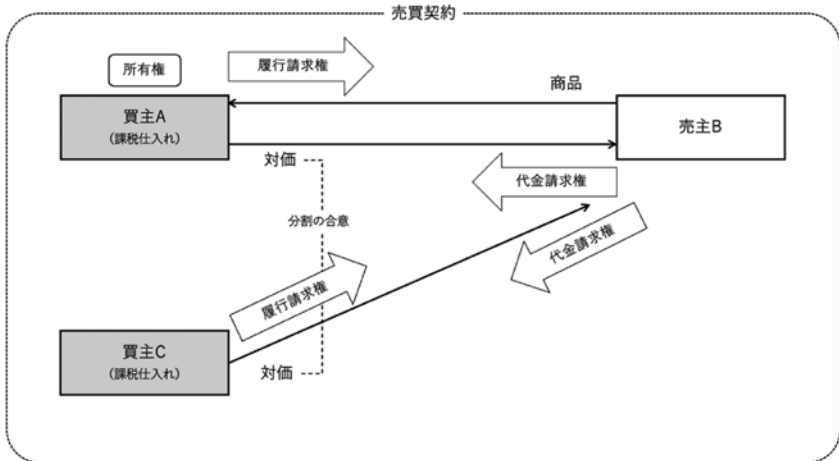 売買契約
所有権
履行請求権
商品
買主A
(課税仕入れ)
売主B
対価
代金請求権
分割の合意
代金請求権
履行請求権
買主C
(課税仕入れ)
対価